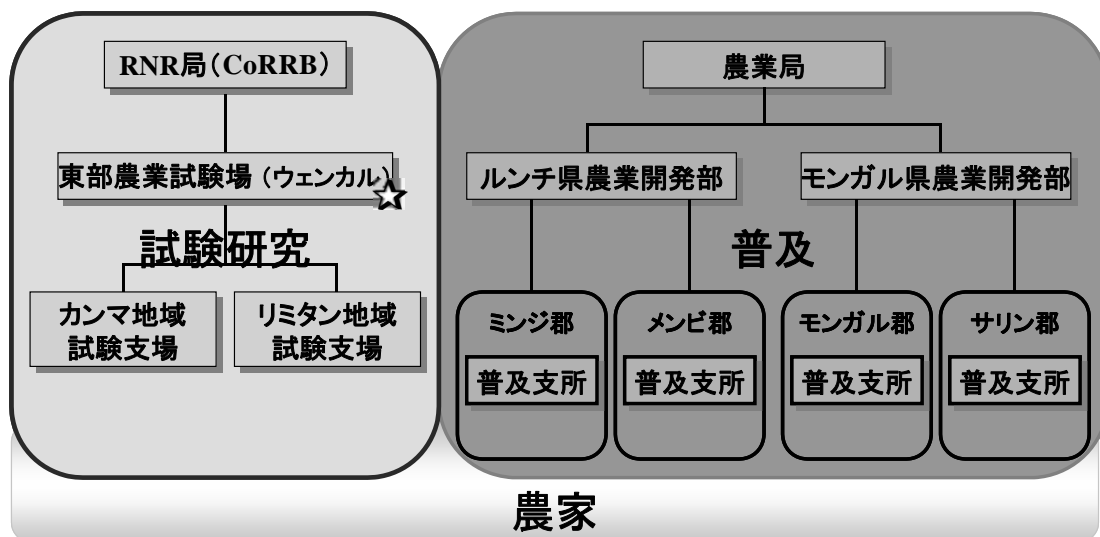 RNR局(CoRRB)
農業局
東部農業試験場(ウェンカル)
ルンチ県農業開発部
モンガル県農業開発部
試験研究
普及
カンマ地域
試験支場
リミタン地域
試験支場
ミンジ郡
メンビ郡
モンガル郡
サリン郡
普及支所
普及支所
普及支所
普及支所
農家